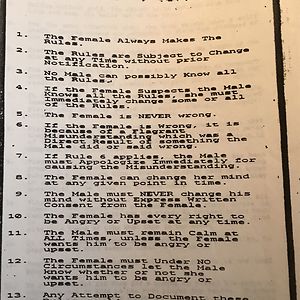 1. The Female Always Makes The
Rules.
2. The Rules are Subject to Change
at any Time without prior
Notification.
3. No Male can possibly Know all
the Rules.
4. If the Female Suspects the Male
Knows all the Rules, she must
Immediately change some or all
of the Rules.
5. The Female is NEVER wrong.
6. If the Female is Wrong, it is
because of a flagrant
Misunderstanding which was a
Direct Result of something the
Male did or said wrong
7. If Rule 6 applies, the Male
must Appologize Immediately for
causing the Misunderstanding.
8. The Female can change her mind
at any given point in time.
9. The Male must NEVER change his
mind without Express Written
Consent from the Female.
10. The Female has every right to
be Angry or Upset at any time.
11. The Male must remain Calm at
ALL Times, unless the Female
wants him to be angry or
upset.
12. The Female must Under NO
Circumstances let the Male
know whether or not she
wants him to be angry or
upset.
13. Any Attempt to Document these